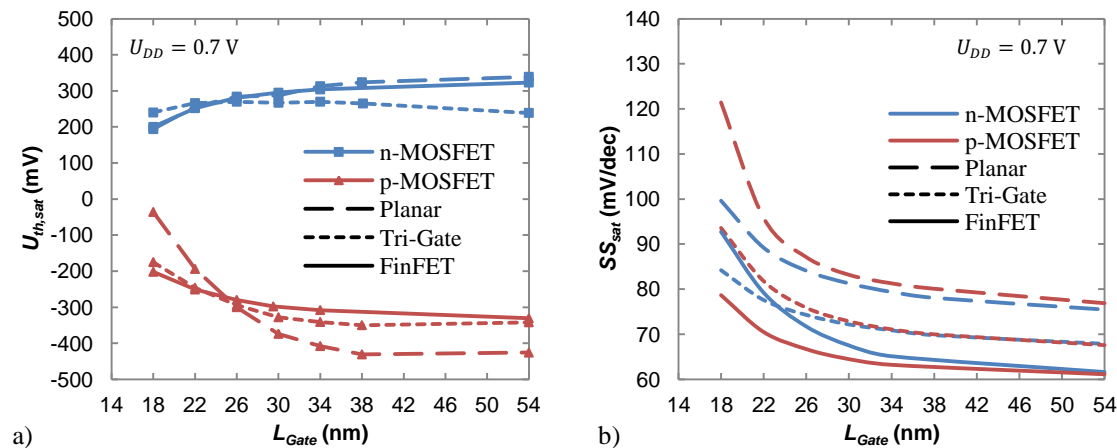 500
400
300
200
100
0
-100
-200
-300
-400
-500
U_th,sat (mV)
U_DD = 0.7 V
n-MOSFET
p-MOSFET
Planar
Tri-Gate
FinFET
14 18 22 26 30 34 38 42 46 50 54
L_Gate (nm)
a)
140
130
120
110
100
90
80
70
60
SS_sat (mV/dec)
U_DD = 0.7 V
n-MOSFET
p-MOSFET
Planar
Tri-Gate
FinFET
14 18 22 26 30 34 38 42 46 50 54
L_Gate (nm)
b)